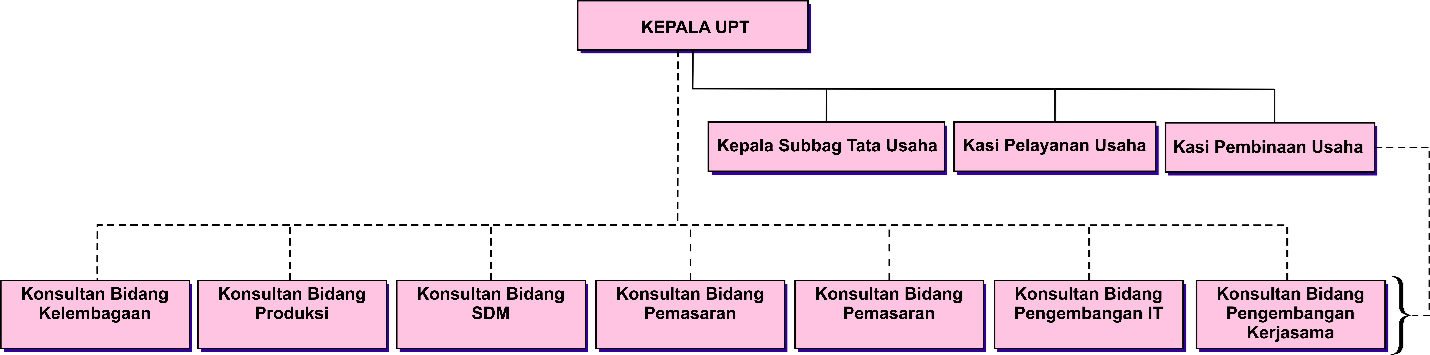 KEPALA UPT
Kepala Subbag Tata Usaha
Kasi Pelayanan Usaha
Kasi Pembinaan Usaha
Konsultan Bidang
Kelembagaan
Konsultan Bidang
Produksi
Konsultan Bidang
SDM
Konsultan Bidang
Pemasaran
Konsultan Bidang
Pemasaran
Konsultan Bidang
Pengembangan IT
Konsultan Bidang
Pengembangan
Kerjasama